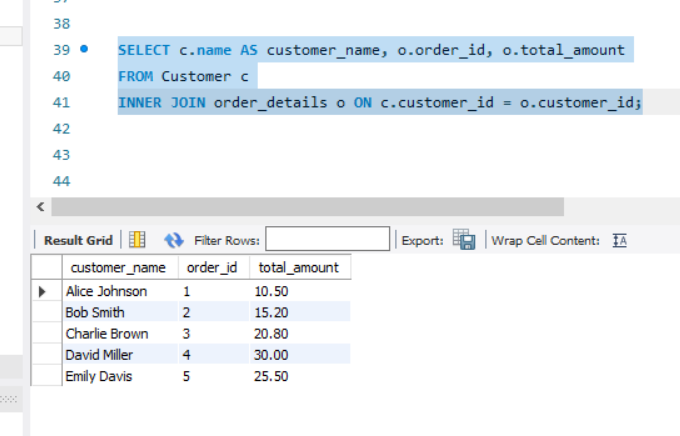 38
39 SELECT c.name AS customer_name, o.order_id, o.total_amount
40 FROM Customer c
41 INNER JOIN order_details o ON c.customer_id = o.customer_id;
42
43
44
Result Grid Filter Rows: Export: Wrap Cell Content: IA
customer_name order_id total_amount
Alice Johnson 1 10.50
Bob Smith 2 15.20
Charlie Brown 3 20.80
David Miller 4 30.00
Emily Davis 5 25.50